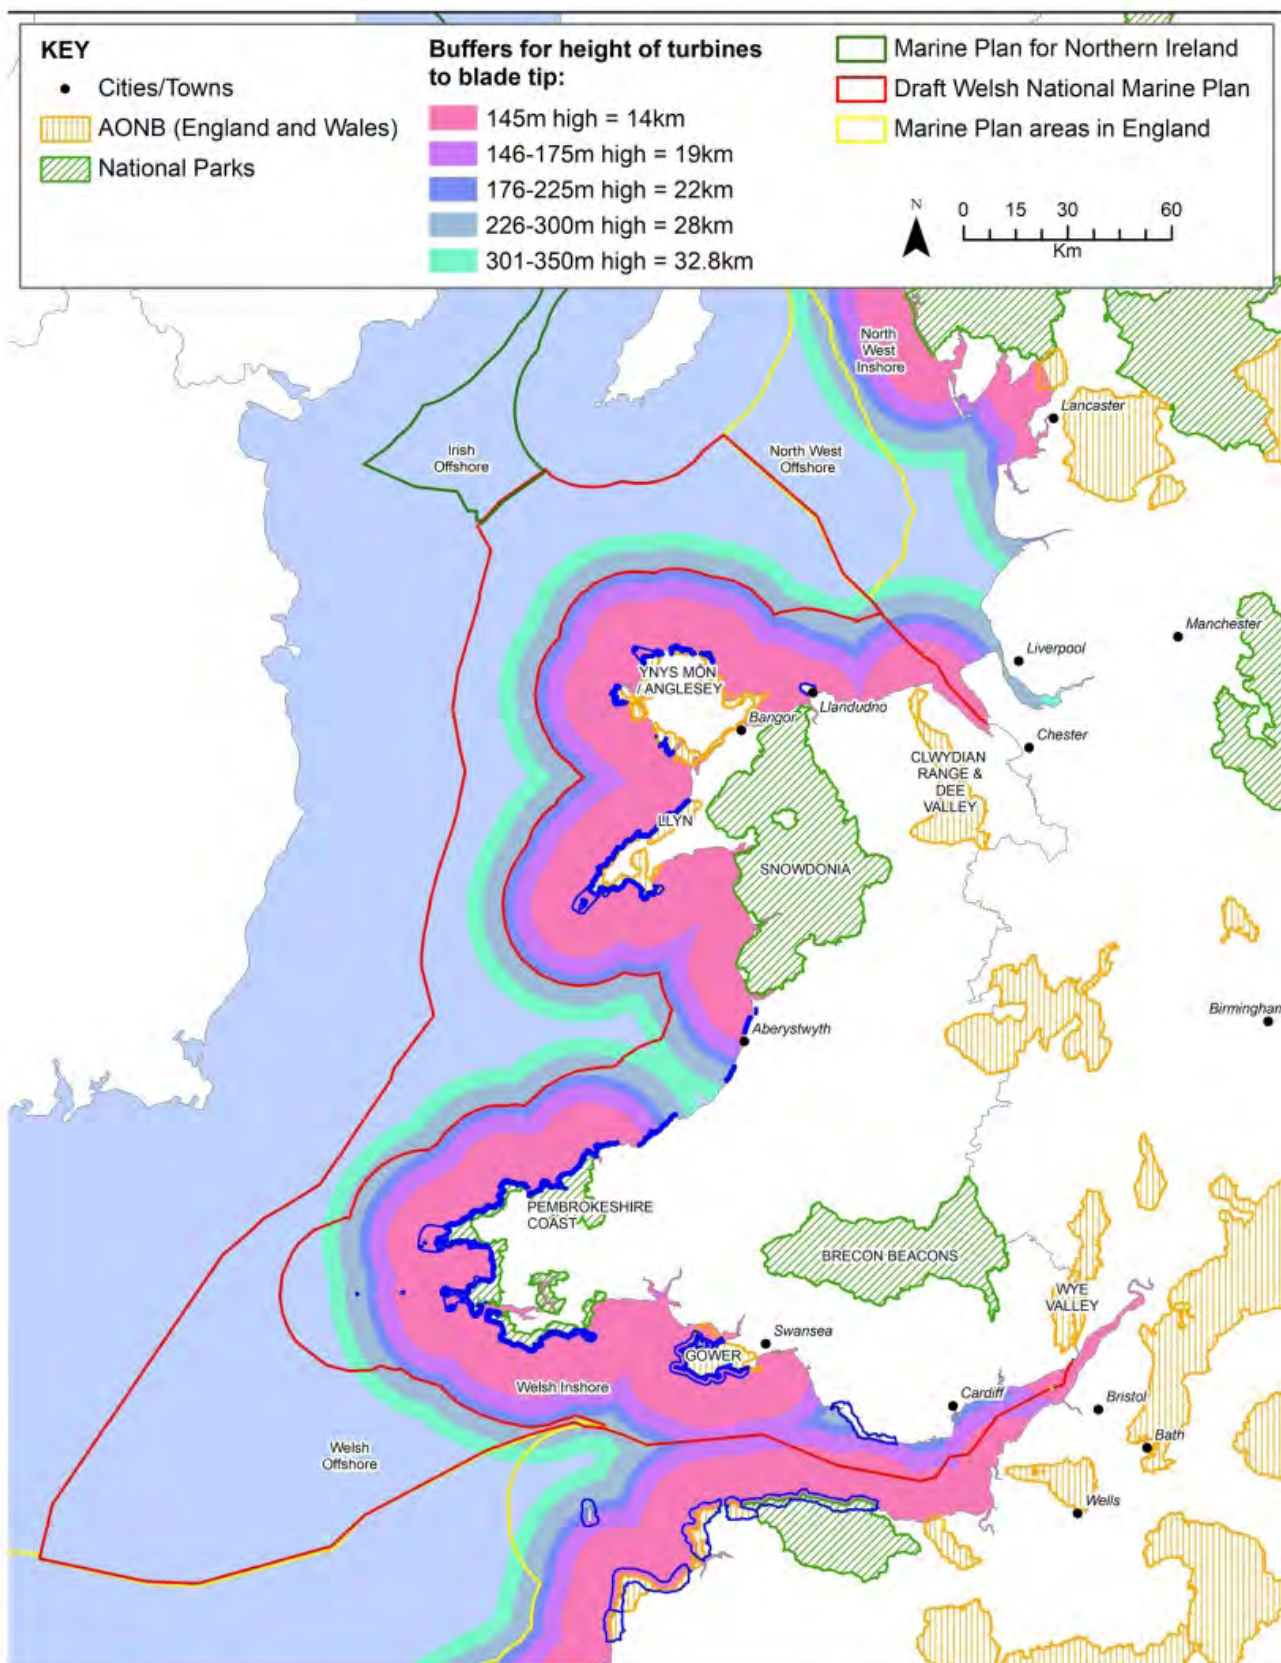 KEY
Cities/Towns
AONB (England and Wales)
National Parks
Buffers for height of turbines
to blade tip:
145m high = 14km
146-175m high = 19km
176-225m high = 22km
226-300m high = 28km
301-350m high = 32.8km
Marine Plan for Northern Ireland
Draft Welsh National Marine Plan
Marine Plan areas in England
N
0 15 30 60
Km
North
West
Inshore
Lancaster
Irish
Offshore
North West
Offshore
Manchester
Liverpool
YNYS MÔN
/ ANGLESEY
Llandudno
Bangor
Chester
CLWYDIAN
RANGE &
DEE
VALLEY
LLYN
SNOWDONIA
Birmingham
Aberystwyth
PEMBROKESHIRE
COAST
BRECON BEACONS
WYE
VALLEY
Swansea
GOWER
Welsh Inshore
Cardiff
Bristol
Welsh
Offshore
Bath
Wells